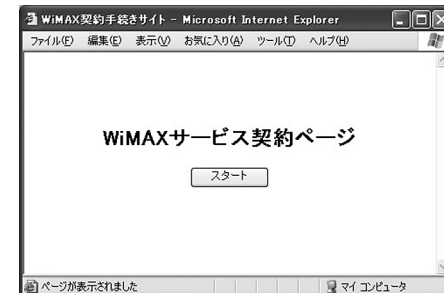 WiMAX契約手続きサイト - Microsoft Internet Explorer
ファイル(F) 編集(E) 表示(V) お気に入り(A) ツール(T) ヘルプ(H)
WiMAXサービス契約ページ
スタート
ページが表示されました マイ コンピュータ